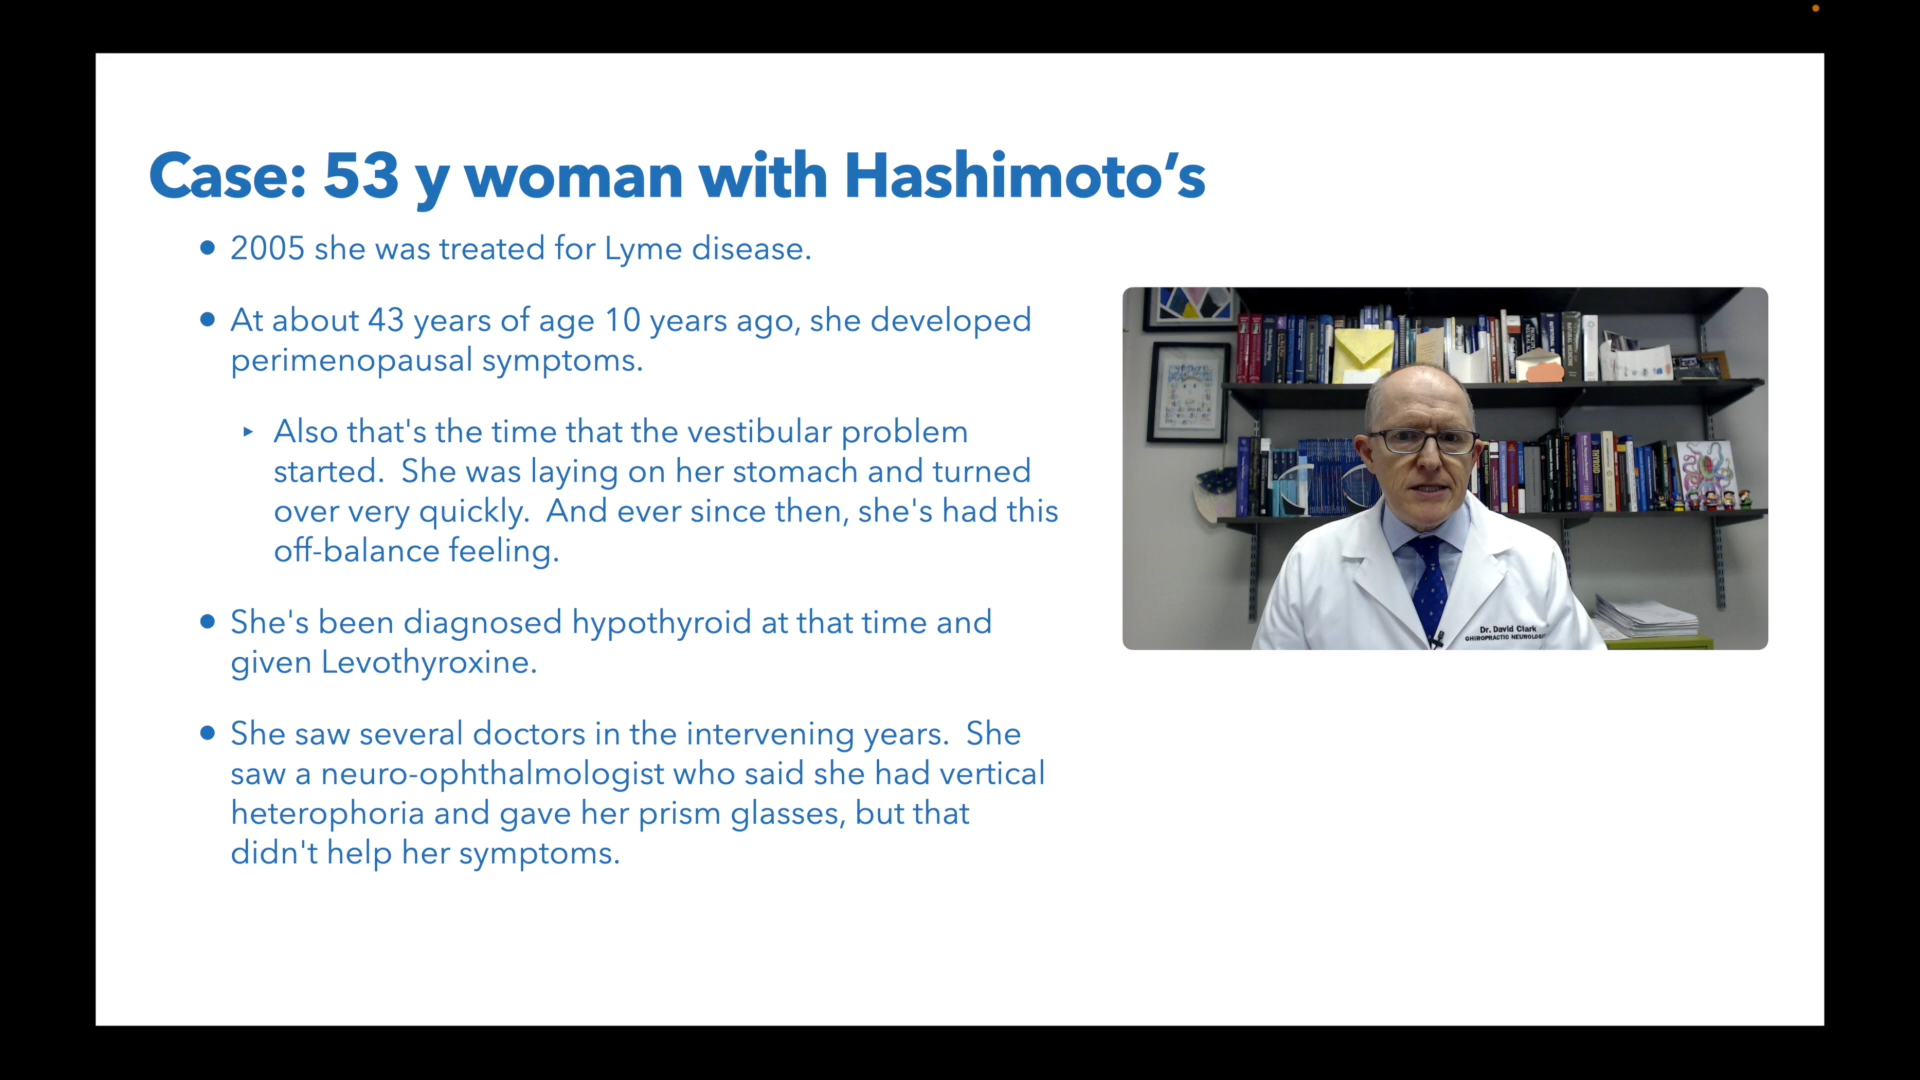 Case: 53 y woman with Hashimoto’s
• 2005 she was treated for Lyme disease.
• At about 43 years of age 10 years ago, she developed
perimenopausal symptoms.
‣ Also that's the time that the vestibular problem
started.  She was laying on her stomach and turned
over very quickly.  And ever since then, she's had this
off-balance feeling.
• She's been diagnosed hypothyroid at that time and
given Levothyroxine.
• She saw several doctors in the intervening years.  She
saw a neuro-ophthalmologist who said she had vertical
heterophoria and gave her prism glasses, but that
didn't help her symptoms.
THYROID
Dr. David Clark
CHIROPRACTIC